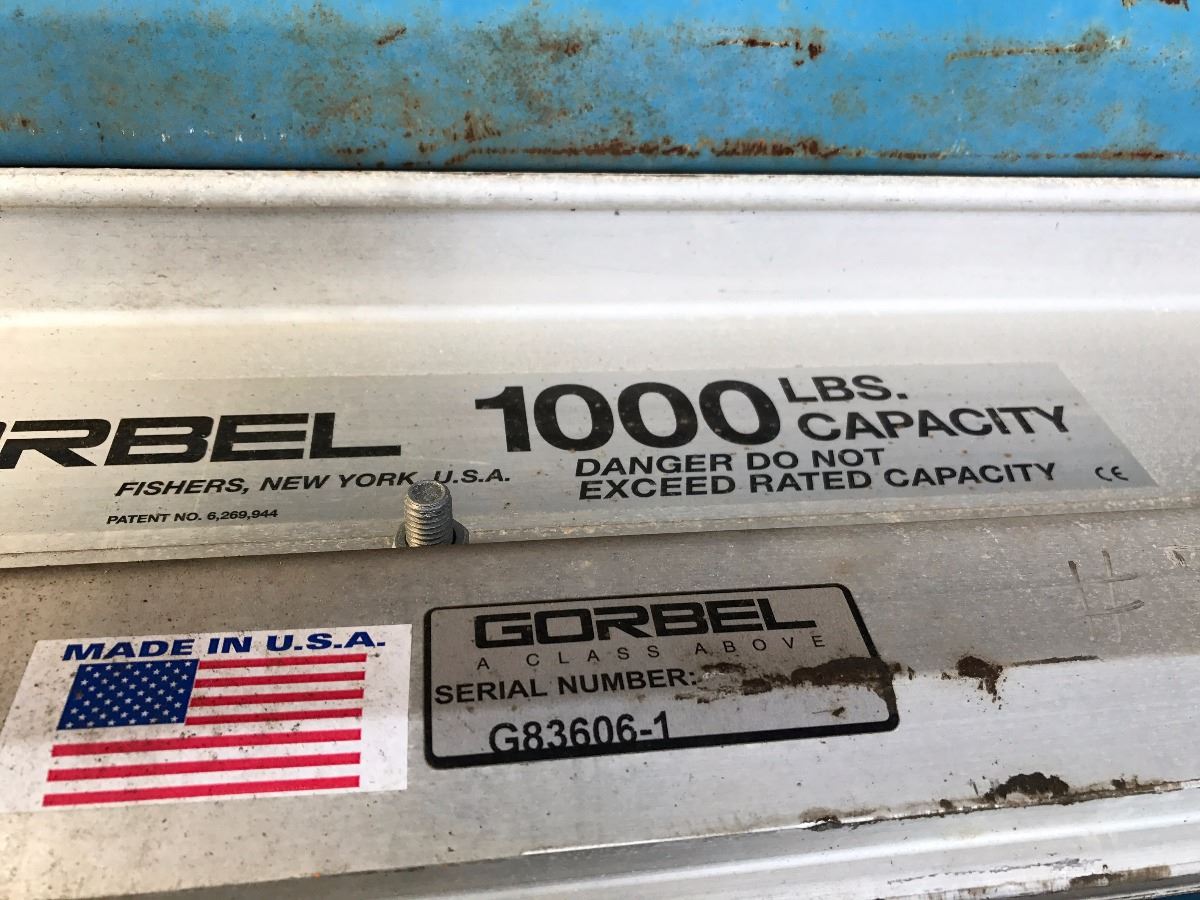 ORBEL
1000 LBS.
CAPACITY
FISHERS, NEW YORK, U.S.A.
DANGER DO NOT
EXCEED RATED CAPACITY
CE
PATENT NO. 6,269,944
MADE IN U.S.A.
GORBEL
A CLASS ABOVE
SERIAL NUMBER:
G83606-1